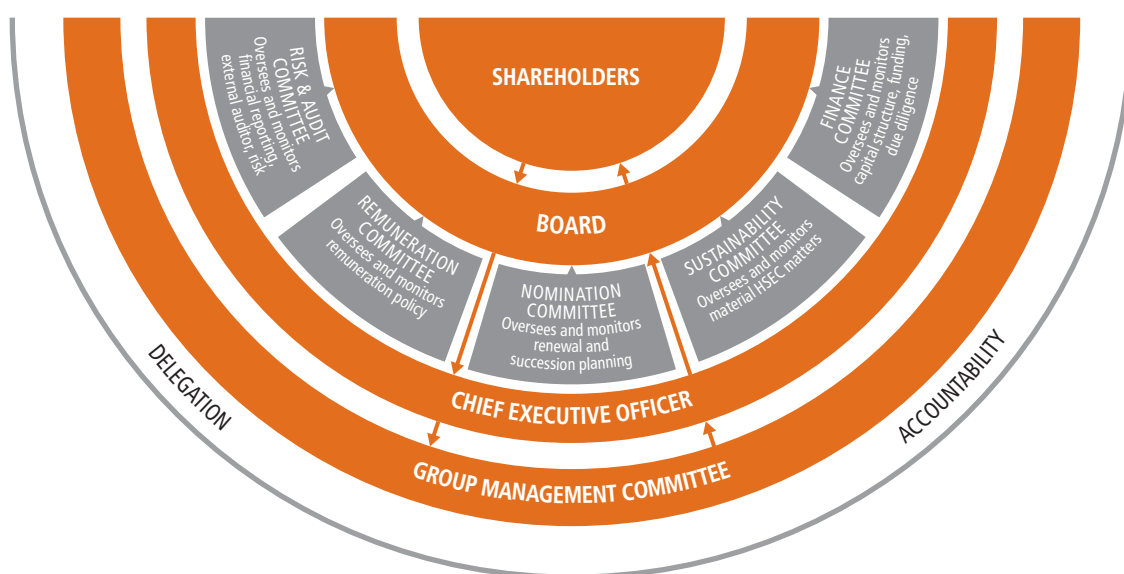 SHAREHOLDERS
BOARD
RISK & AUDIT
COMMITTEE
Oversees and monitors
financial reporting,
external auditor, risk
REMUNERATION
COMMITTEE
Oversees and monitors
remuneration policy
NOMINATION
COMMITTEE
Oversees and monitors
renewal and
succession planning
SUSTAINABILITY
COMMITTEE
Oversees and monitors
material HSEC matters
FINANCE
COMMITTEE
Oversees and monitors
capital structure, funding,
due diligence
CHIEF EXECUTIVE OFFICER
GROUP MANAGEMENT COMMITTEE
DELEGATION
ACCOUNTABILITY